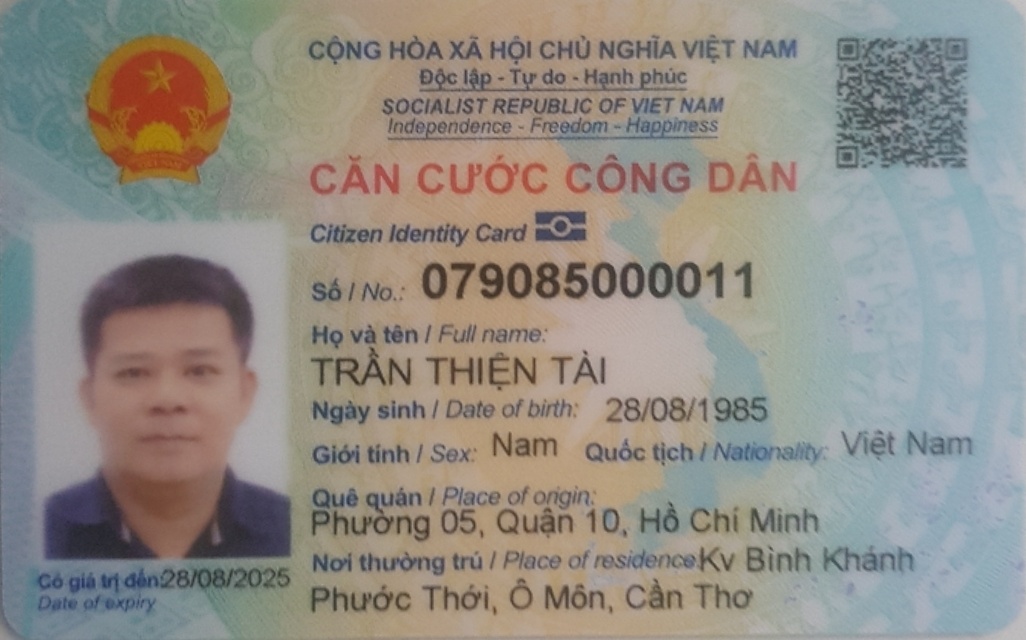 CỘNG HÒA XÃ HỘI CHỦ NGHĨA VIỆT NAM
Độc lập - Tự do - Hạnh phúc
SOCIALIST REPUBLIC OF VIET NAM
Independence - Freedom - Happiness
CĂN CƯỚC CÔNG DÂN
Citizen Identity Card
Số / No.: 079085000011
Họ và tên / Full name:
TRẦN THIỆN TÀI
Ngày sinh / Date of birth: 28/08/1985
Giới tính / Sex: Nam Quốc tịch / Nationality: Việt Nam
Quê quán / Place of origin:
Phường 05, Quận 10, Hồ Chí Minh
Nơi thường trú / Place of residence: Kv Bình Khánh
Phước Thới, Ô Môn, Cần Thơ
Có giá trị đến: 28/08/2025
Date of expiry